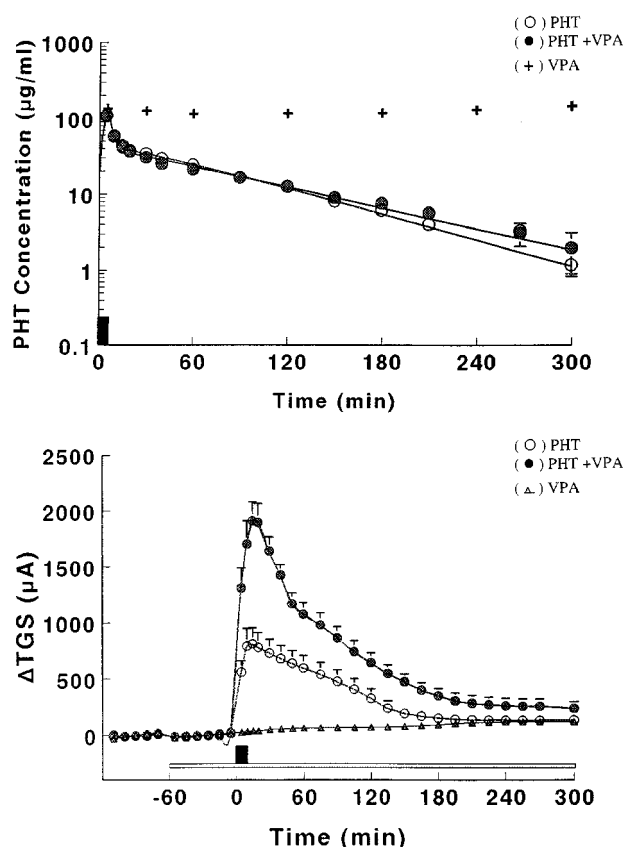 (○) PHT
(●) PHT +VPA
(+) VPA
PHT Concentration (µg/ml)
1000
100
10
1
0.1
0
60
120
180
240
300
Time (min)
(○) PHT
(●) PHT +VPA
(△) VPA
ΔTGS (µA)
2500
2000
1500
1000
500
0
-60
0
60
120
180
240
300
Time (min)